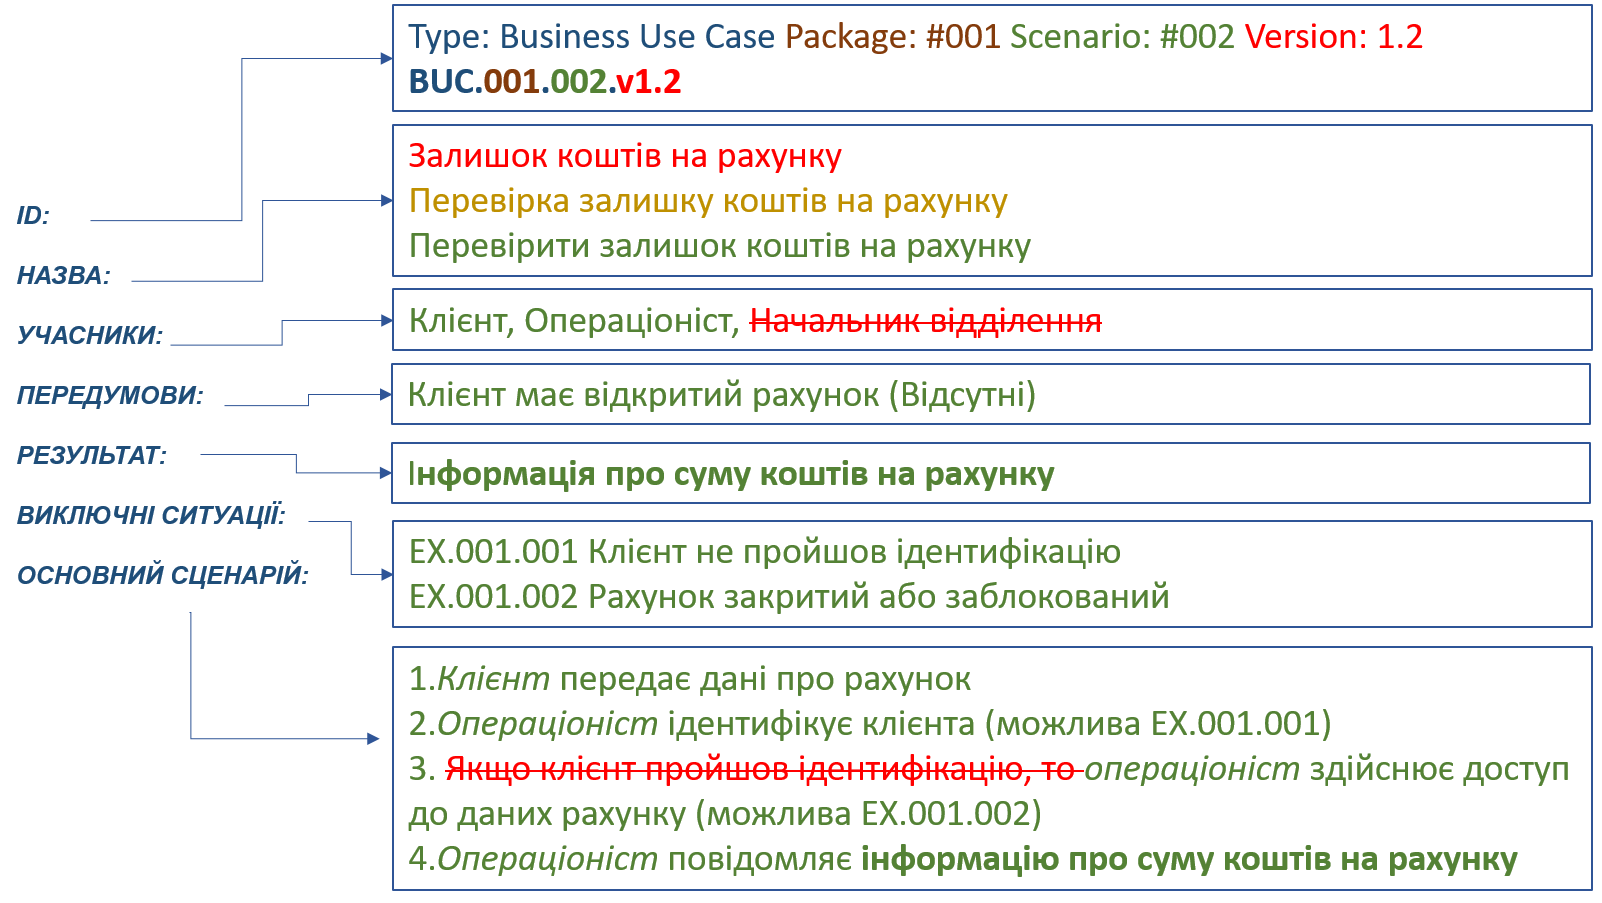 Type: Business Use Case Package: #001 Scenario: #002 Version: 1.2
BUC.001.002.v1.2
Залишок коштів на рахунку
Перевірка залишку коштів на рахунку
Перевірити залишок коштів на рахунку
ID:
НАЗВА:
УЧАСНИКИ:
Клієнт, Операціоніст, Начальник відділення
ПЕРЕДУМОВИ:
Клієнт має відкритий рахунок (Відсутні)
РЕЗУЛЬТАТ:
Інформація про суму коштів на рахунку
ВИКЛЮЧНІ СИТУАЦІЇ:
EX.001.001 Клієнт не пройшов ідентифікацію
EX.001.002 Рахунок закритий або заблокований
ОСНОВНИЙ СЦЕНАРІЙ:
1.Клієнт передає дані про рахунок
2.Операціоніст ідентифікує клієнта (можлива EX.001.001)
3. Якщо клієнт пройшов ідентифікацію, то операціоніст здійснює доступ
до даних рахунку (можлива EX.001.002)
4.Операціоніст повідомляє інформацію про суму коштів на рахунку